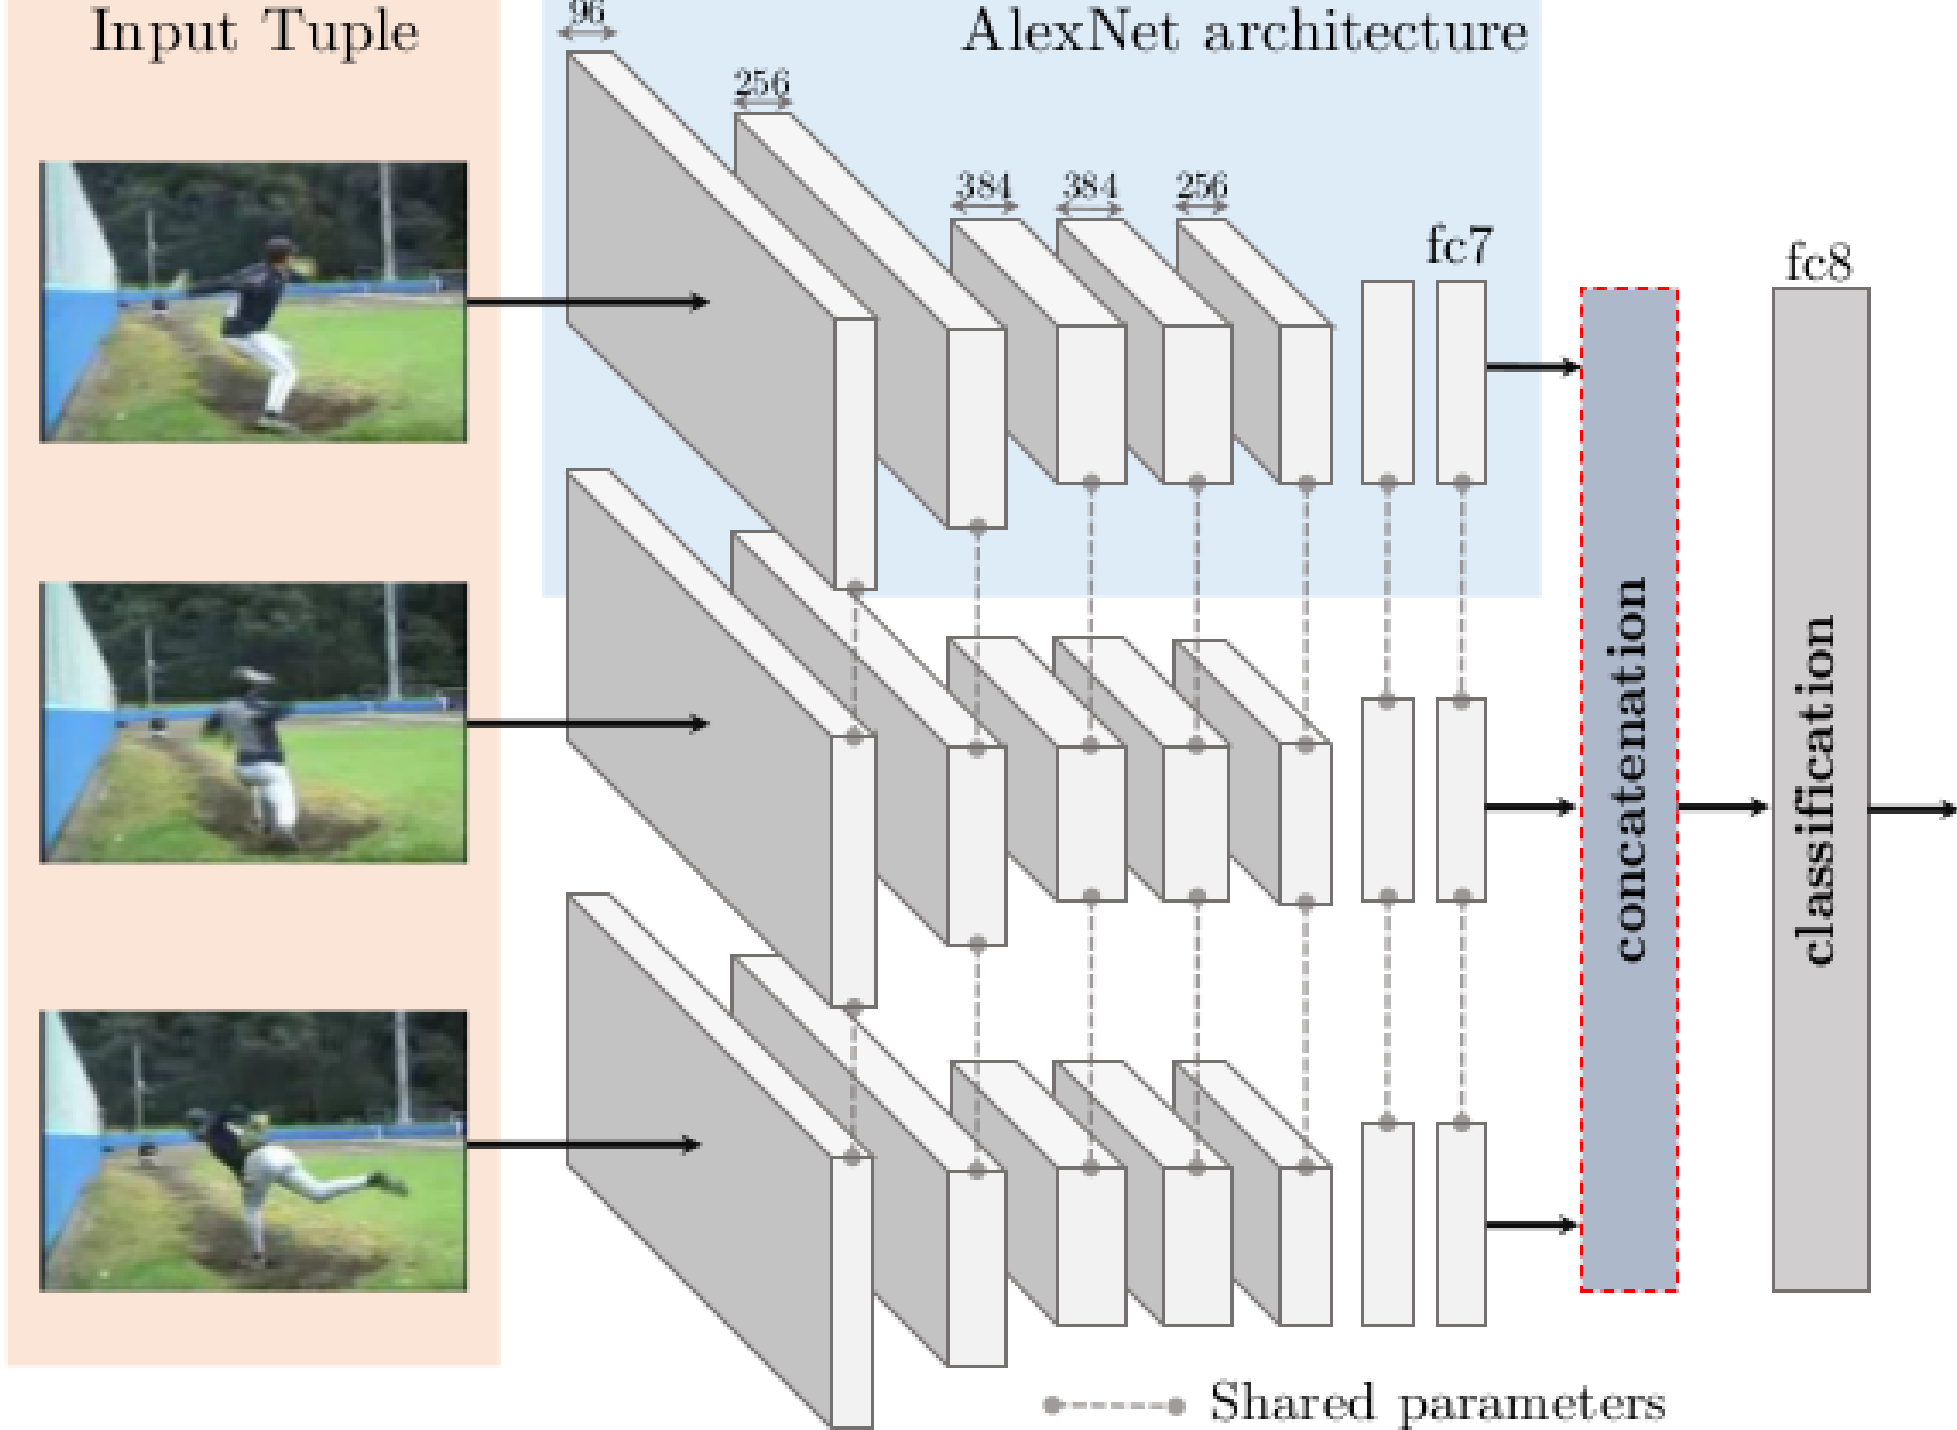 Input Tuple
AlexNet architecture
96
256
384
384
256
fc7
fc8
concatenation
classification
Shared parameters